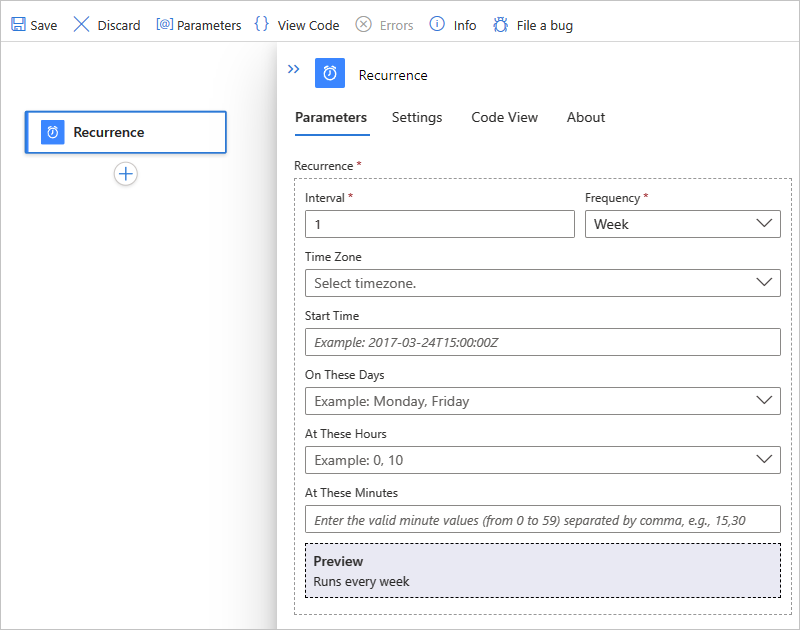 Save Discard Parameters View Code Errors Info File a bug
Recurrence
Recurrence
Parameters Settings Code View About
Recurrence *
Interval * Frequency *
1 Week
Time Zone
Select timezone.
Start Time
Example: 2017-03-24T15:00:00Z
On These Days
Example: Monday, Friday
At These Hours
Example: 0, 10
At These Minutes
Enter the valid minute values (from 0 to 59) separated by comma, e.g., 15,30
Preview
Runs every week